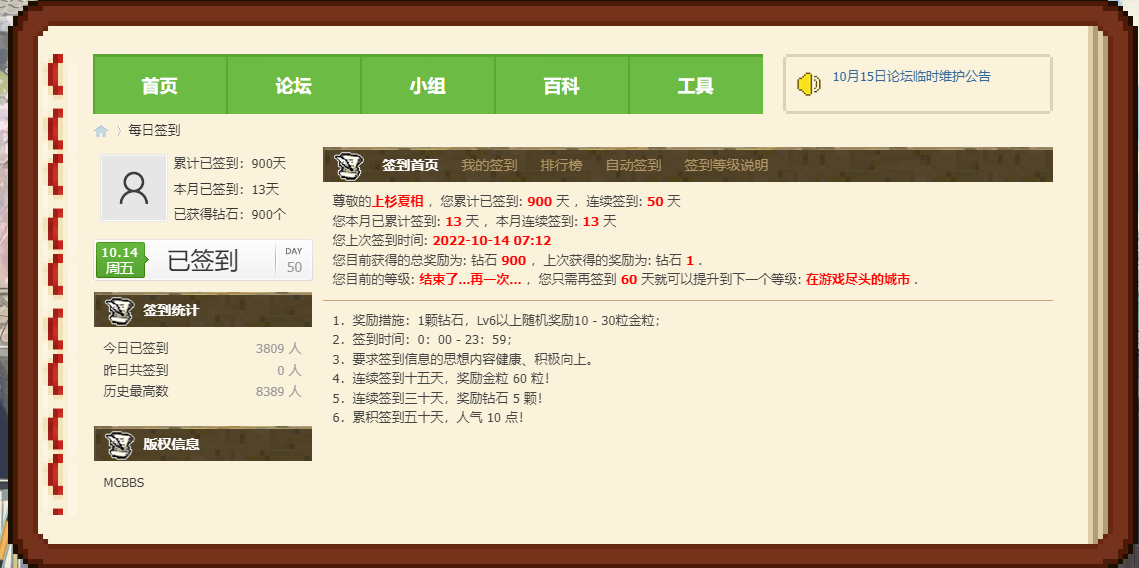 首页 论坛 小组 百科 工具
10月15日论坛临时维护公告
每日签到
累计已签到：900天
本月已签到：13天
已获得钻石：900个
10.14
周五
已签到
DAY
50
签到统计
今日已签到 3809 人
昨日共签到 0 人
历史最高数 8389 人
版权信息
MCBBS
签到首页 我的签到 排行榜 自动签到 签到等级说明
尊敬的上杉夏相 ，您累计已签到: 900 天 ，连续签到: 50 天
您本月已累计签到: 13 天 ，本月连续签到: 13 天
您上次签到时间: 2022-10-14 07:12
您目前获得的总奖励为: 钻石 900 ，上次获得的奖励为: 钻石 1 .
您目前的等级: 结束了...再一次... ，您只需再签到 60 天就可以提升到下一个等级: 在游戏尽头的城市 .
1．奖励措施：1颗钻石，Lv6以上随机奖励10 - 30粒金粒；
2．签到时间：0：00 - 23：59；
3．要求签到信息的思想内容健康、积极向上。
4．连续签到十五天，奖励金粒 60 粒！
5．连续签到三十天，奖励钻石 5 颗！
6．累积签到五十天，人气 10 点！